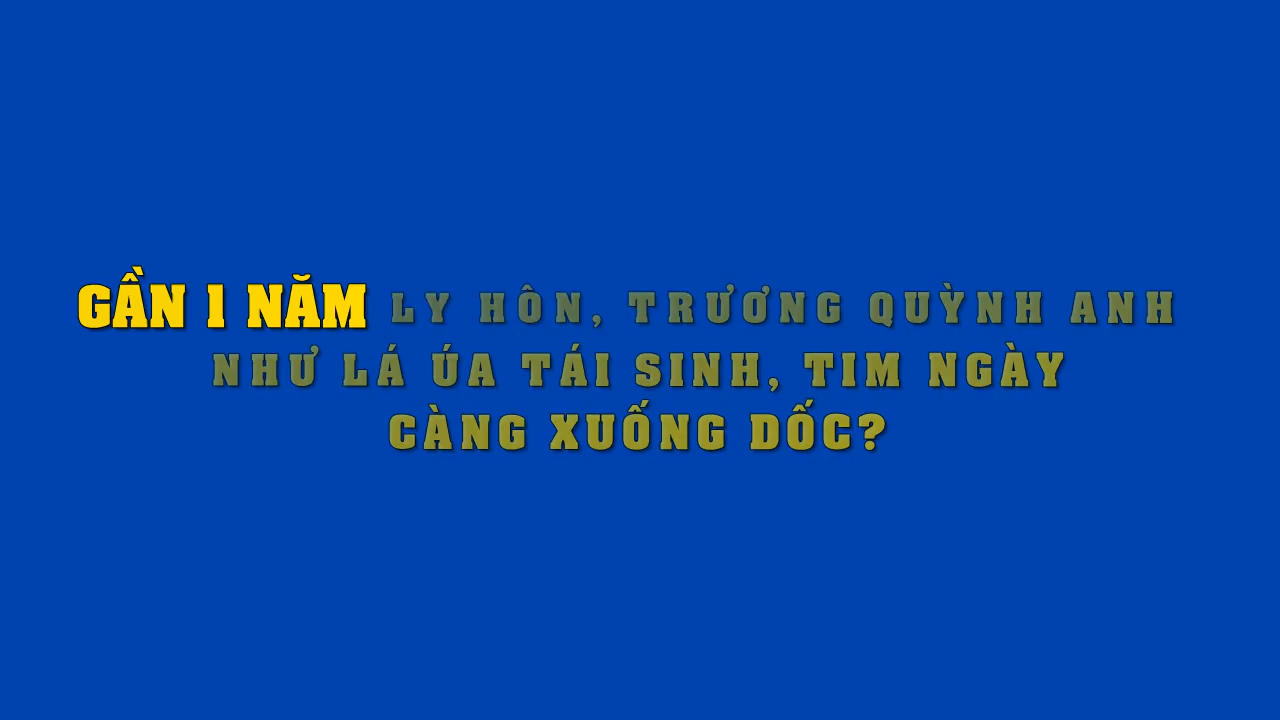 GẦN 1 NĂM LY HÔN, TRƯƠNG QUỲNH ANH
NHƯ LÁ ÚA TÁI SINH, TIM NGÀY
CÀNG XUỐNG DỐC?